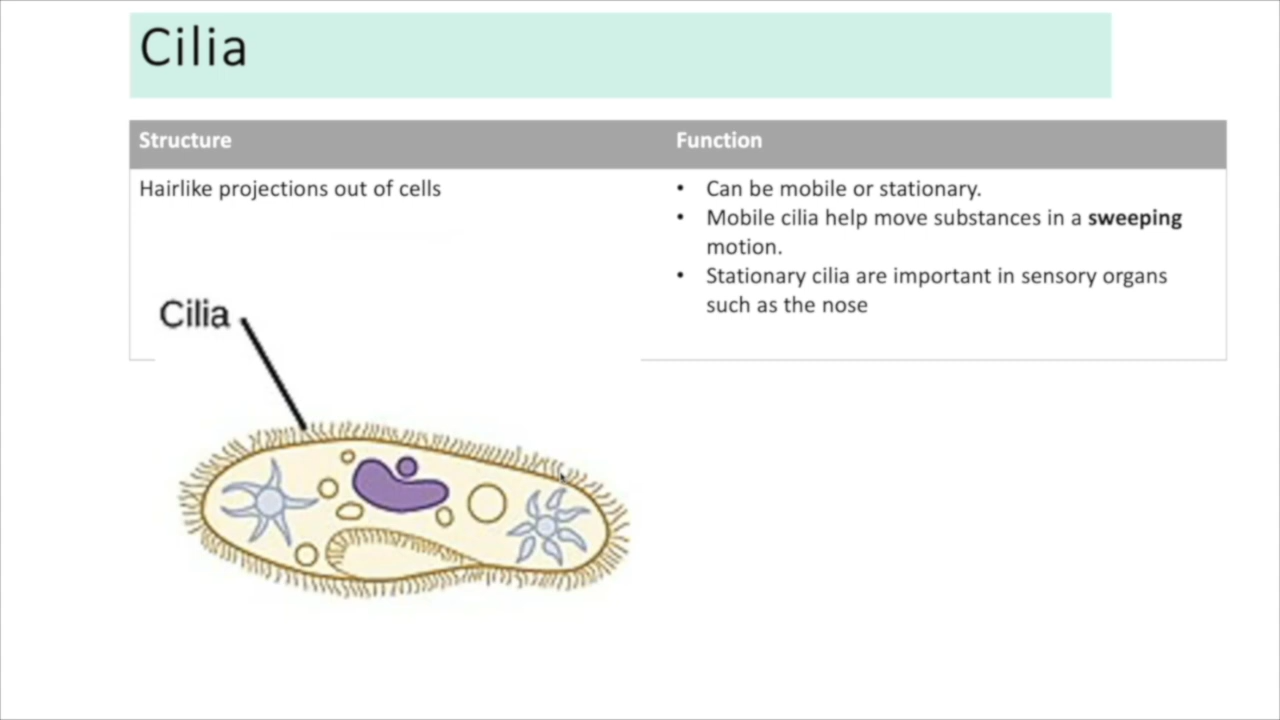 Cilia
Structure
Function
Hairlike projections out of cells
• Can be mobile or stationary.
• Mobile cilia help move substances in a sweeping
motion.
• Stationary cilia are important in sensory organs
such as the nose
Cilia